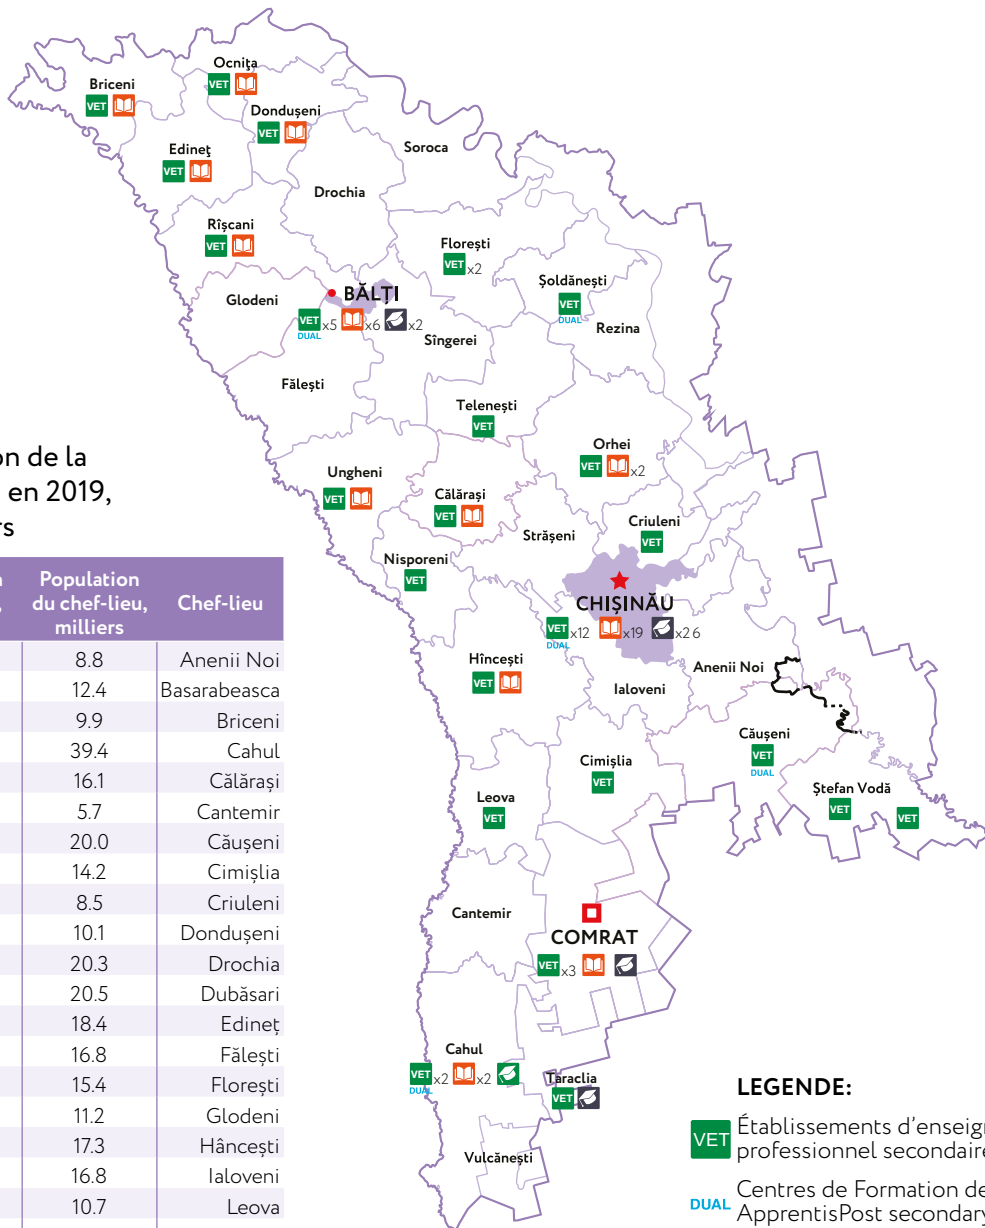 Ocnița
VET
Briceni
VET
Dondușeni
VET
Soroca
Edineț
VET
Drochia
Rîșcani
VET
Florești
VET x2
Șoldănești
VET
DUAL
Glodeni
BĂLȚI
VET x5 x6 x2
DUAL
Rezina
Sîngerei
Fălești
Telenești
VET
Orhei
VET x2
Ungheni
VET
Călărași
VET
Strășeni
Criuleni
VET
Nisporeni
VET
CHIȘINĂU
VET x12 x19 x26
DUAL
Hîncești
VET
Anenii Noi
Ialoveni
Căușeni
VET
DUAL
Cimișlia
VET
Leova
VET
Ștefan Vodă
VET
VET
Cantemir
COMRAT
VET x3
Cahul
VET x2 x2
DUAL
Taraclia
VET
Vulcănești
on de la
en 2019,
rs
Population
du chef-lieu,
milliers
Chef-lieu
8.8 Anenii Noi
12.4 Basarabeasca
9.9 Briceni
39.4 Cahul
16.1 Călărași
5.7 Cantemir
20.0 Căușeni
14.2 Cimișlia
8.5 Criuleni
10.1 Dondușeni
20.3 Drochia
20.5 Dubăsari
18.4 Edineț
16.8 Fălești
15.4 Florești
11.2 Glodeni
17.3 Hâncești
16.8 Ialoveni
10.7 Leova
LEGENDE:
VET Établissements d'enseign
professionnel secondaire
DUAL Centres de Formation de
ApprentisPost secondary